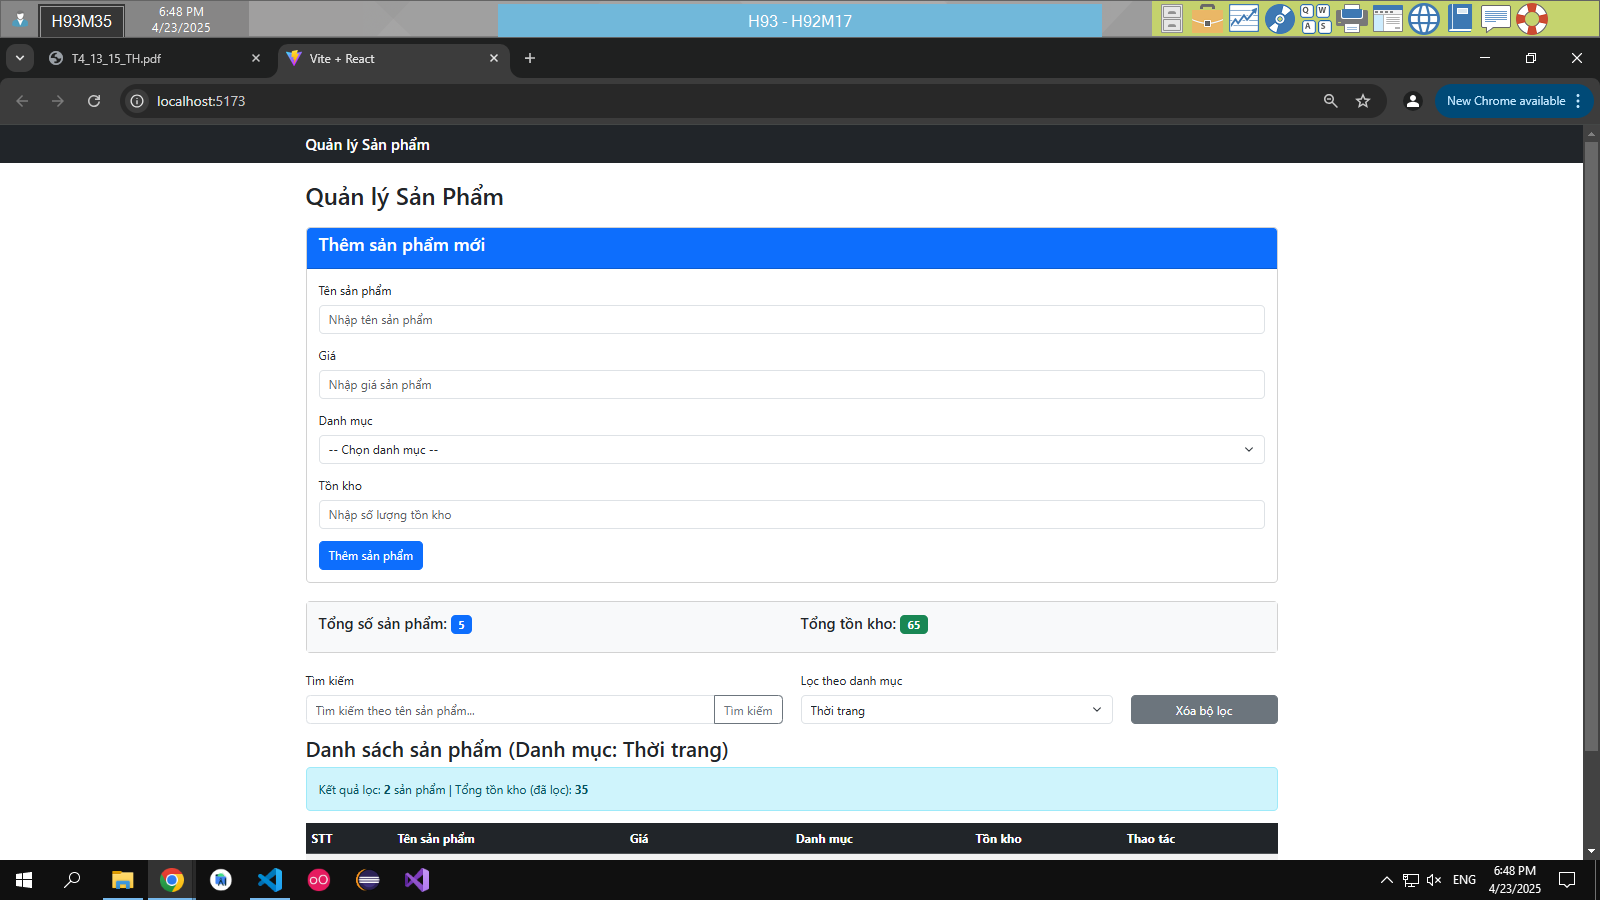 H93M35
6:48 PM
4/23/2025
H93 - H92M17
Q W
A S
T4_13_15_TH.pdf
Vite + React
localhost:5173
New Chrome available
Quản lý Sản phẩm
Quản lý Sản Phẩm
Thêm sản phẩm mới
Tên sản phẩm
Nhập tên sản phẩm
Giá
Nhập giá sản phẩm
Danh mục
-- Chọn danh mục --
Tồn kho
Nhập số lượng tồn kho
Thêm sản phẩm
Tổng số sản phẩm: 5
Tổng tồn kho: 65
Tìm kiếm
Lọc theo danh mục
Tìm kiếm theo tên sản phẩm...
Tìm kiếm
Thời trang
Xóa bộ lọc
Danh sách sản phẩm (Danh mục: Thời trang)
Kết quả lọc: 2 sản phẩm | Tổng tồn kho (đã lọc): 35
STT Tên sản phẩm Giá Danh mục Tồn kho Thao tác
ENG
6:48 PM
4/23/2025